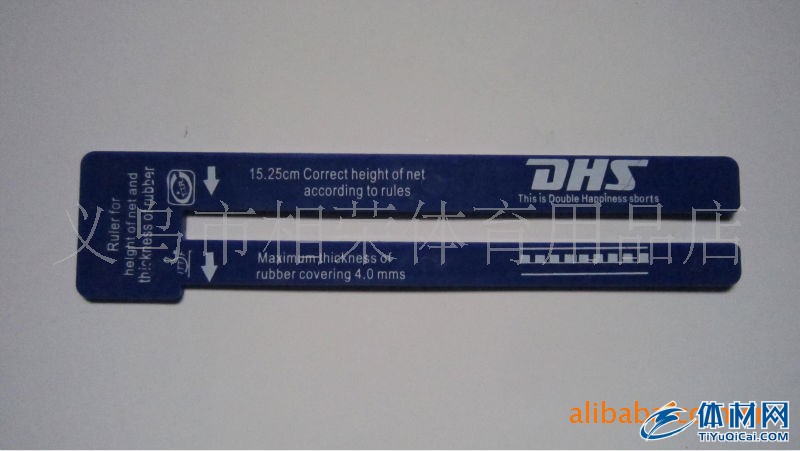 Ruler for
height of net and
thickness of rubber
15.25cm Correct height of net
according to rules
DHS
This is Double Happiness sborts
Maximum thickness of
rubber covering 4.0 mms
义乌市相荣体育用品店
体材网
TiYuQiCai.com